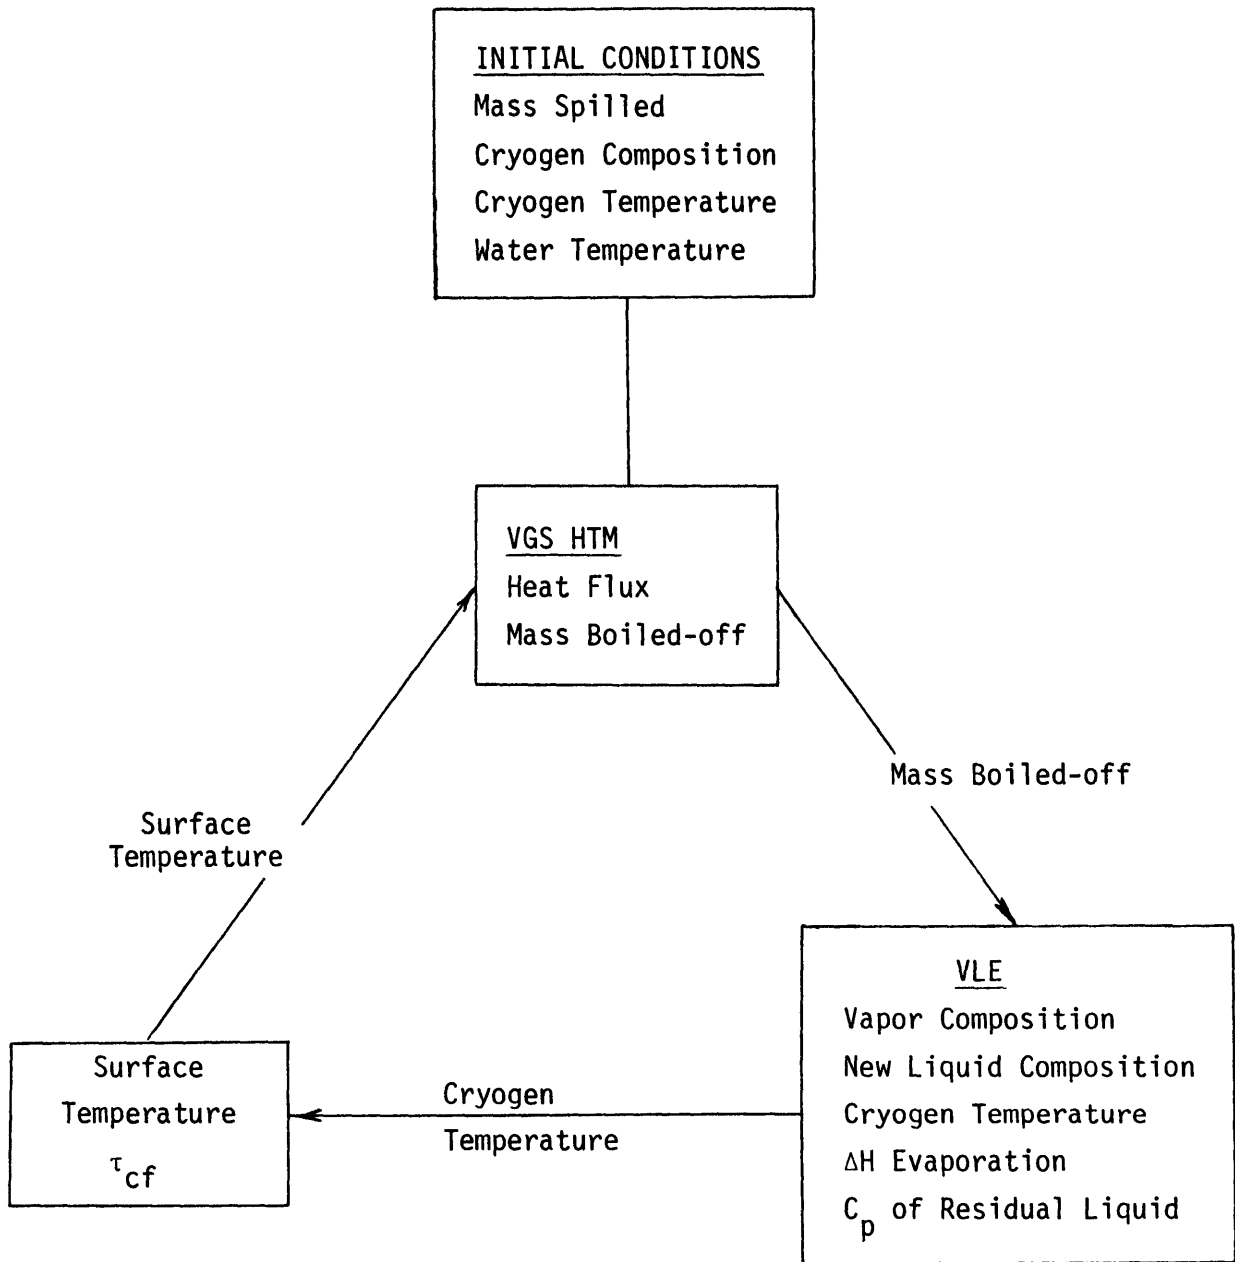 INITIAL CONDITIONS
Mass Spilled
Cryogen Composition
Cryogen Temperature
Water Temperature
VGS HTM
Heat Flux
Mass Boiled-off
Mass Boiled-off
Surface
Temperature
VLE
Vapor Composition
New Liquid Composition
Cryogen Temperature
ΔH Evaporation
C_p of Residual Liquid
Cryogen
Temperature
Surface
Temperature
τ_cf